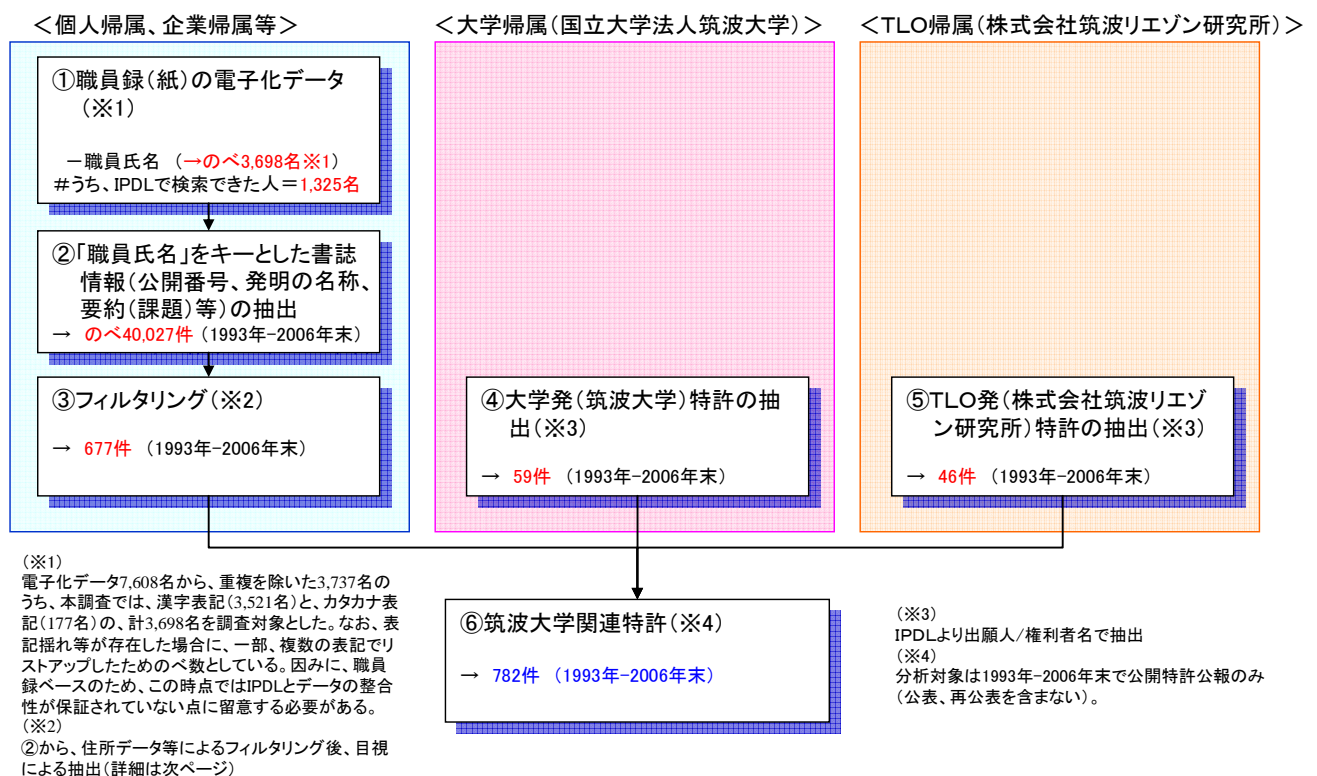 ＜個人帰属、企業帰属等＞
①職員録（紙）の電子化データ
（※1）
－職員氏名　（→のべ3,698名※1）
＃うち、IPDLで検索できた人＝1,325名
②「職員氏名」をキーとした書誌
情報（公開番号、発明の名称、
要約（課題）等）の抽出
→ のべ40,027件 （1993年-2006年末）
③フィルタリング（※2）
→ 677件 （1993年-2006年末）
＜大学帰属（国立大学法人筑波大学）＞
④大学発（筑波大学）特許の抽
出（※3）
→ 59件 （1993年-2006年末）
＜TLO帰属（株式会社筑波リエゾン研究所）＞
⑤TLO発（株式会社筑波リエゾ
ン研究所）特許の抽出（※3）
→ 46件 （1993年-2006年末）
⑥筑波大学関連特許（※4）
→ 782件 （1993年-2006年末）
（※1）
電子化データ7,608名から、重複を除いた3,737名の
うち、本調査では、漢字表記（3,521名）と、カタカナ表
記（177名）の、計3,698名を調査対象とした。なお、表
記揺れ等が存在した場合に、一部、複数の表記でリ
ストアップしたためのべ数としている。因みに、職員
録ベースのため、この時点ではIPDLとデータの整合
性が保証されていない点に留意する必要がある。
（※2）
②から、住所データ等によるフィルタリング後、目視
による抽出（詳細は次ページ）
（※3）
IPDLより出願人/権利者名で抽出
（※4）
分析対象は1993年-2006年末で公開特許公報のみ
（公表、再公表を含まない）。